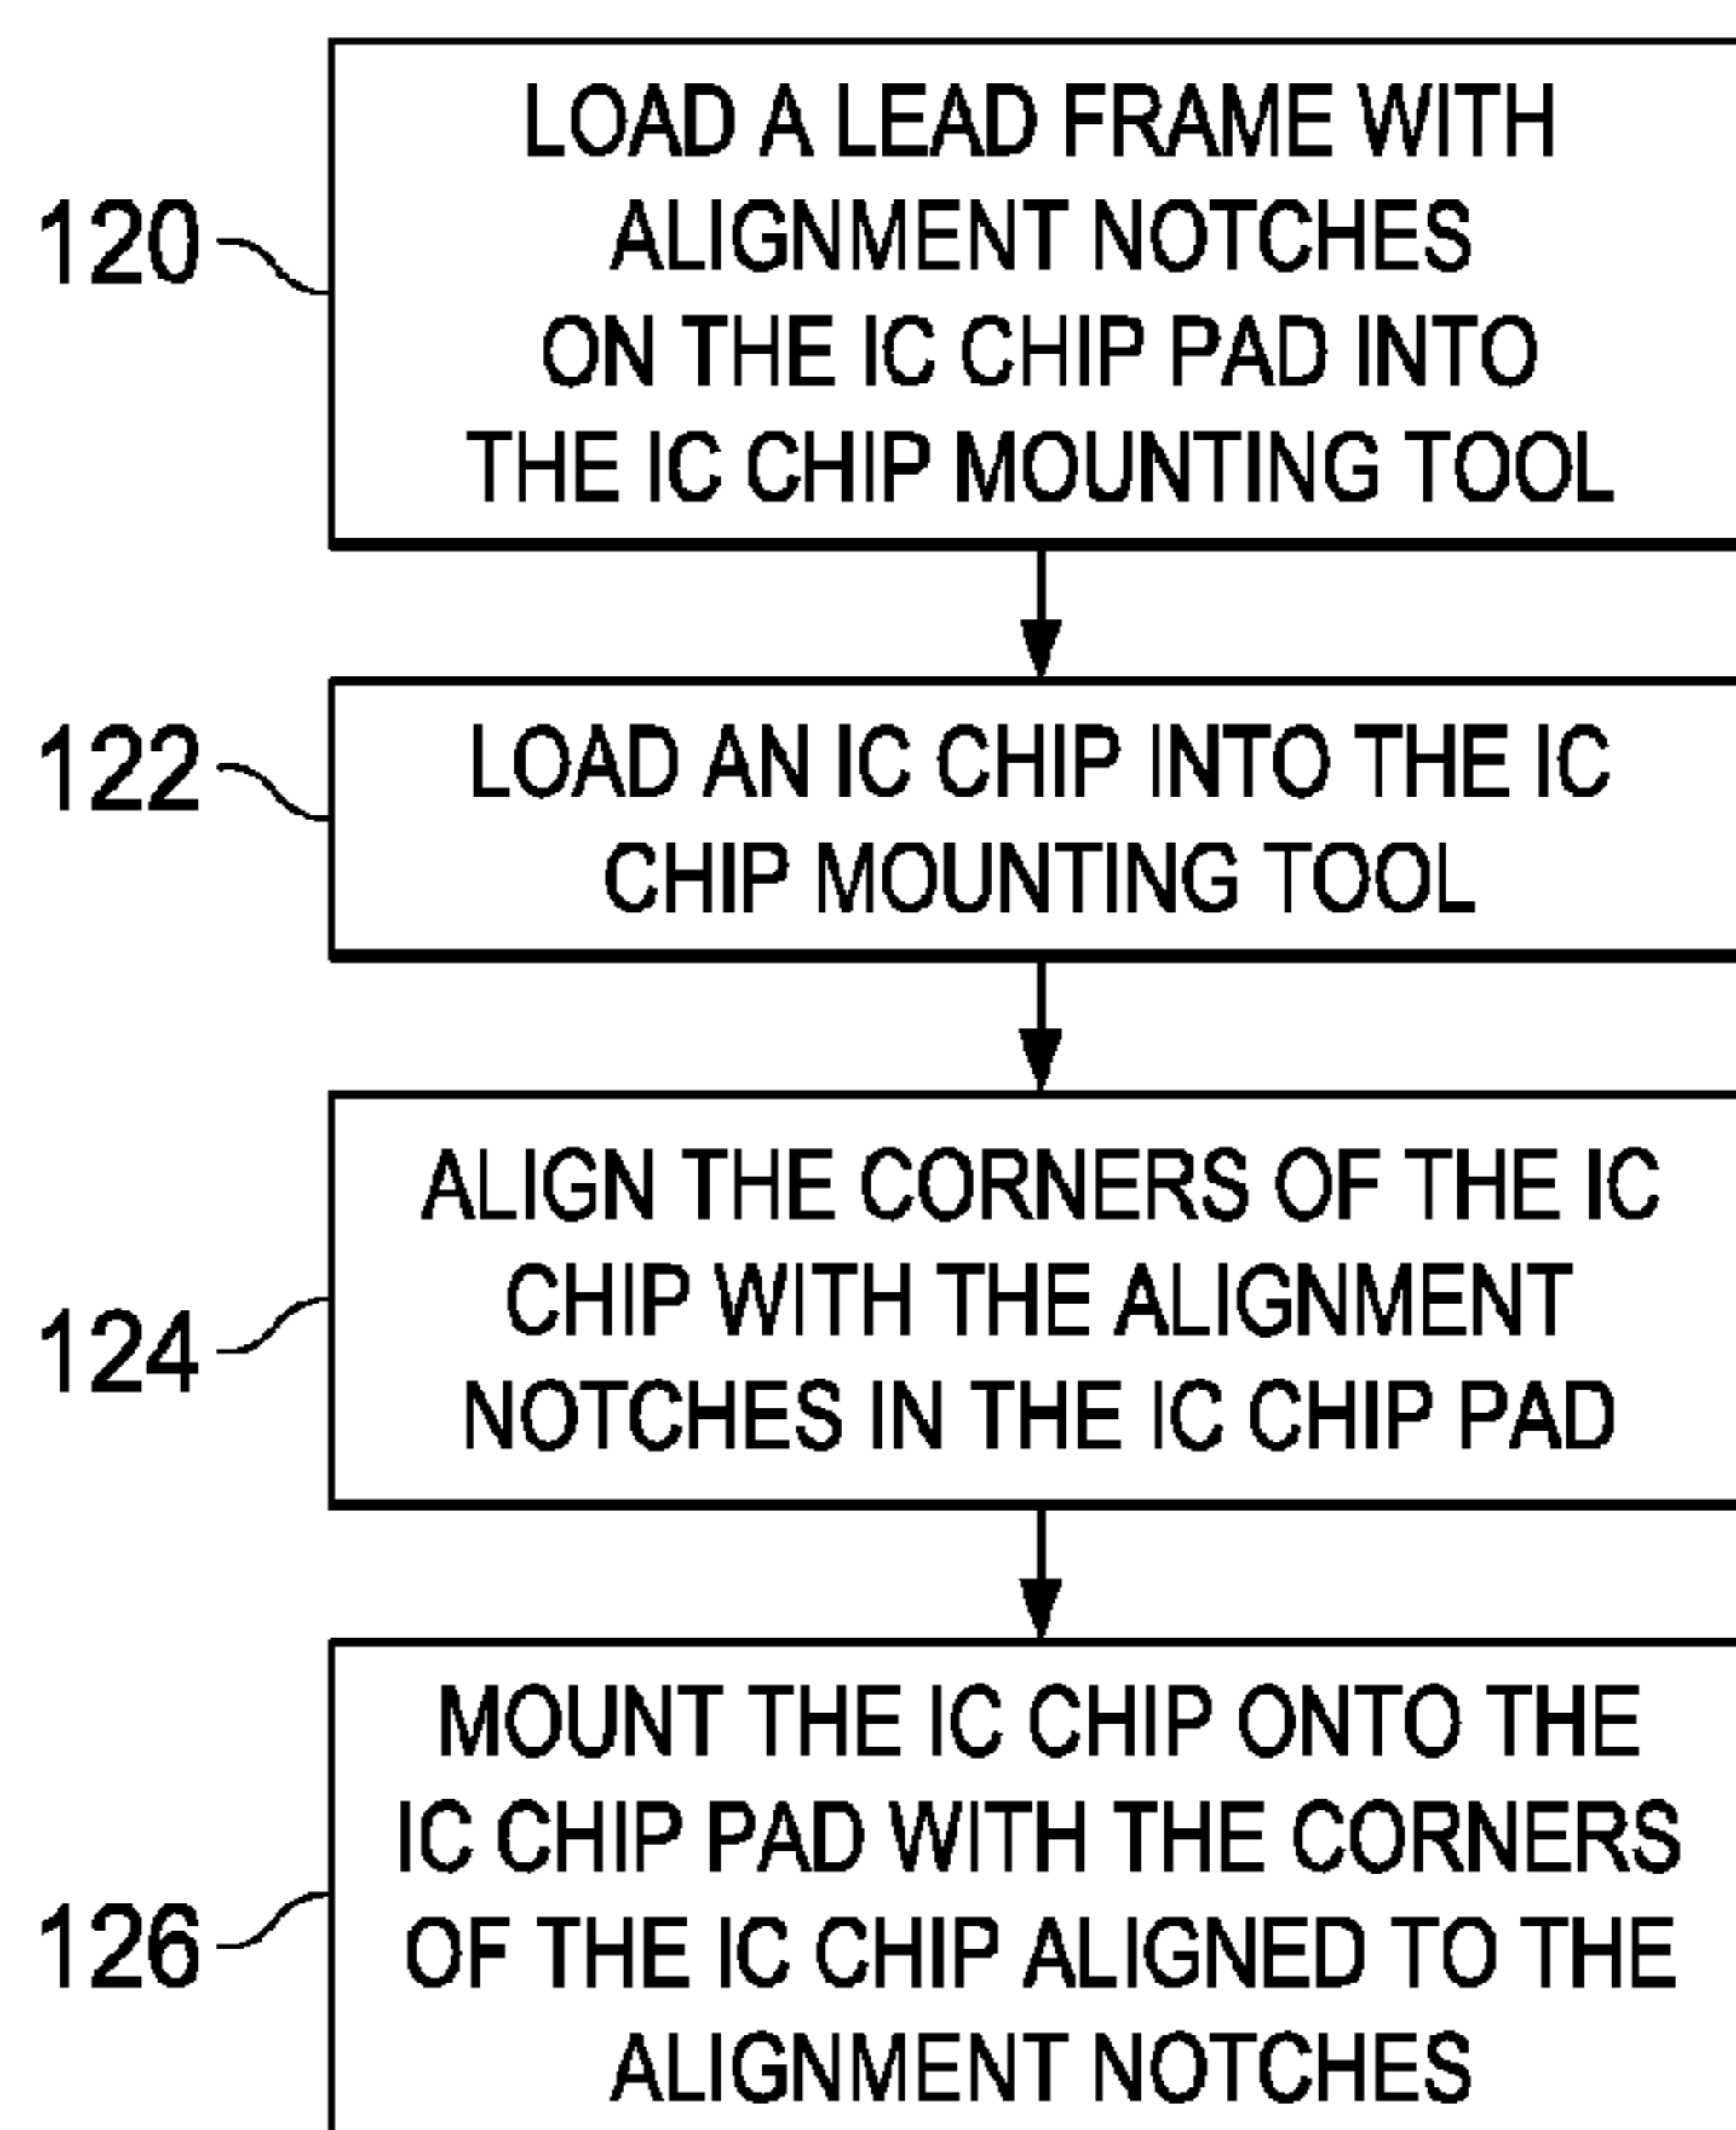 120
LOAD A LEAD FRAME WITH
ALIGNMENT NOTCHES
ON THE IC CHIP PAD INTO
THE IC CHIP MOUNTING TOOL
122
LOAD AN IC CHIP INTO THE IC
CHIP MOUNTING TOOL
124
ALIGN THE CORNERS OF THE IC
CHIP WITH THE ALIGNMENT
NOTCHES IN THE IC CHIP PAD
126
MOUNT THE IC CHIP ONTO THE
IC CHIP PAD WITH THE CORNERS
OF THE IC CHIP ALIGNED TO THE
ALIGNMENT NOTCHES